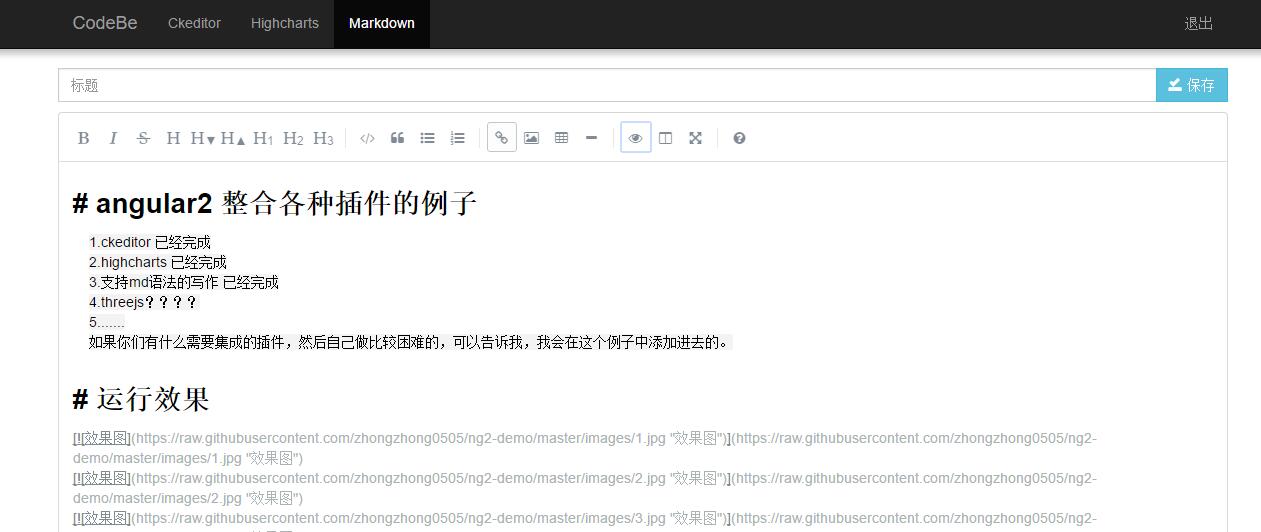 CodeBe Ckeditor Highcharts Markdown 退出
标题 保存
B I S H H▼ H▲ H1 H2 H3 </>
# angular2 整合各种插件的例子
1.ckeditor 已经完成
2.highcharts 已经完成
3.支持md语法的写作 已经完成
4.threejs？？？？
5.......
如果你们有什么需要集成的插件，然后自己做比较困难的，可以告诉我，我会在这个例子中添加进去的。
# 运行效果
[![效果图](https://raw.githubusercontent.com/zhongzhong0505/ng2-demo/master/images/1.jpg "效果图")](https://raw.githubusercontent.com/zhongzhong0505/ng2-
demo/master/images/1.jpg "效果图")
[![效果图](https://raw.githubusercontent.com/zhongzhong0505/ng2-demo/master/images/2.jpg "效果图")](https://raw.githubusercontent.com/zhongzhong0505/ng2-
demo/master/images/2.jpg "效果图")
[![效果图](https://raw.githubusercontent.com/zhongzhong0505/ng2-demo/master/images/3.jpg "效果图")](https://raw.githubusercontent.com/zhongzhong0505/ng2-